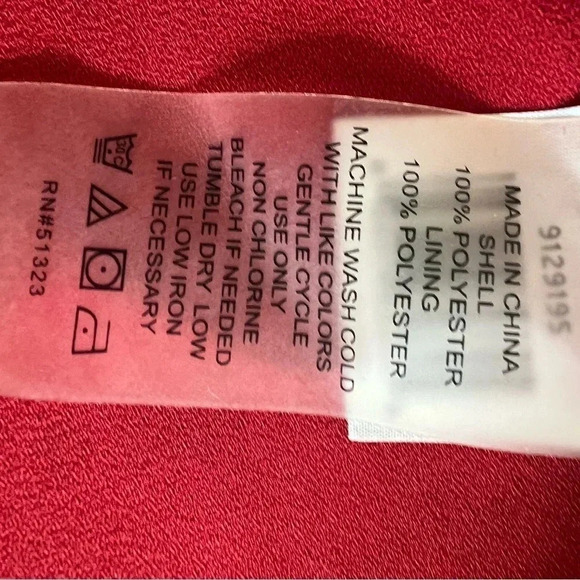 9129195
MADE IN CHINA
SHELL
100% POLYESTER
LINING
100% POLYESTER
MACHINE WASH COLD
WITH LIKE COLORS
GENTLE CYCLE
USE ONLY
NON CHLORINE
BLEACH IF NEEDED
TUMBLE DRY LOW
USE LOW IRON
IF NECESSARY
30C
RN#51323